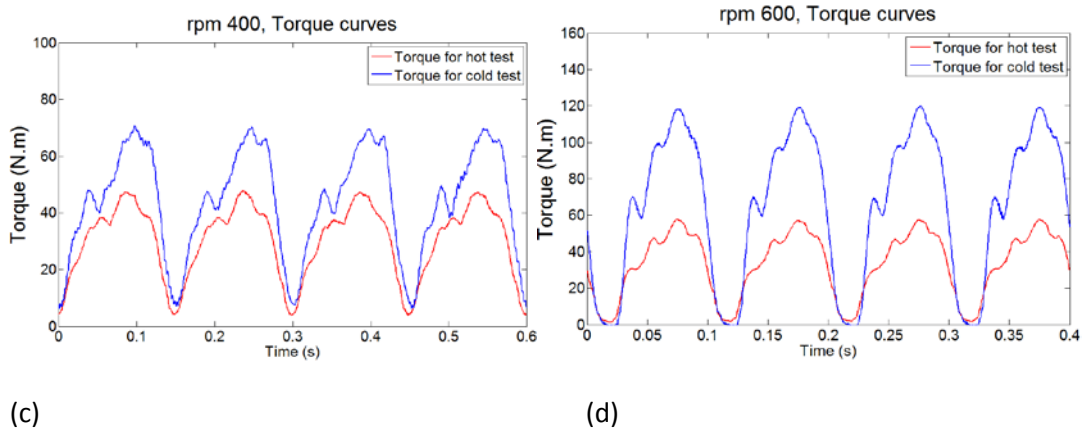 rpm 400, Torque curves
100
80
60
40
20
0
Torque (N.m)
Torque for hot test
Torque for cold test
0 0.1 0.2 0.3 0.4 0.5 0.6
Time (s)
(c)
rpm 600, Torque curves
160
140
120
100
80
60
40
20
0
Torque (N.m)
Torque for hot test
Torque for cold test
0 0.05 0.1 0.15 0.2 0.25 0.3 0.35 0.4
Time (s)
(d)